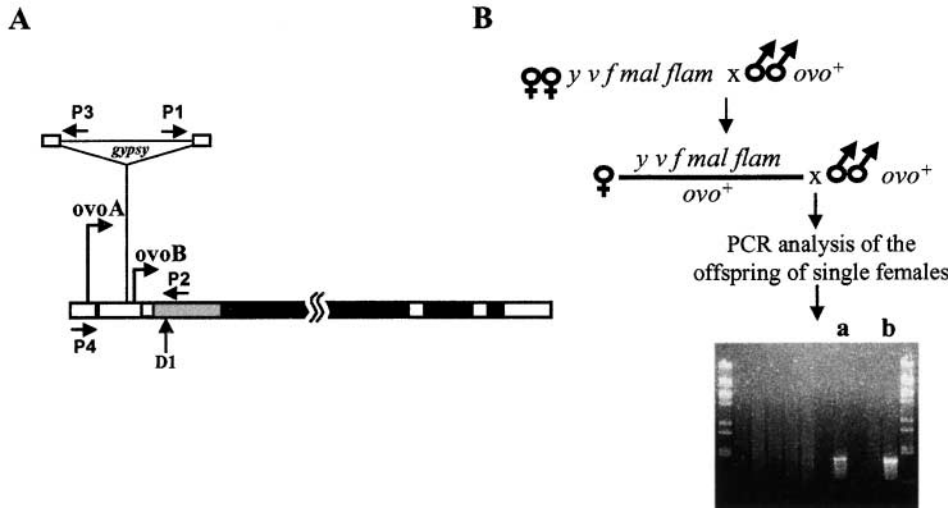 A
P3 P1
gypsy
ovoA
ovoB
P2
P4
D1
B
♀♀ y v f mal flam x ♂♂ ovo⁺
♀ y v f mal flam x ♂♂ ovo⁺
ovo⁺
PCR analysis of the
offspring of single females
a b